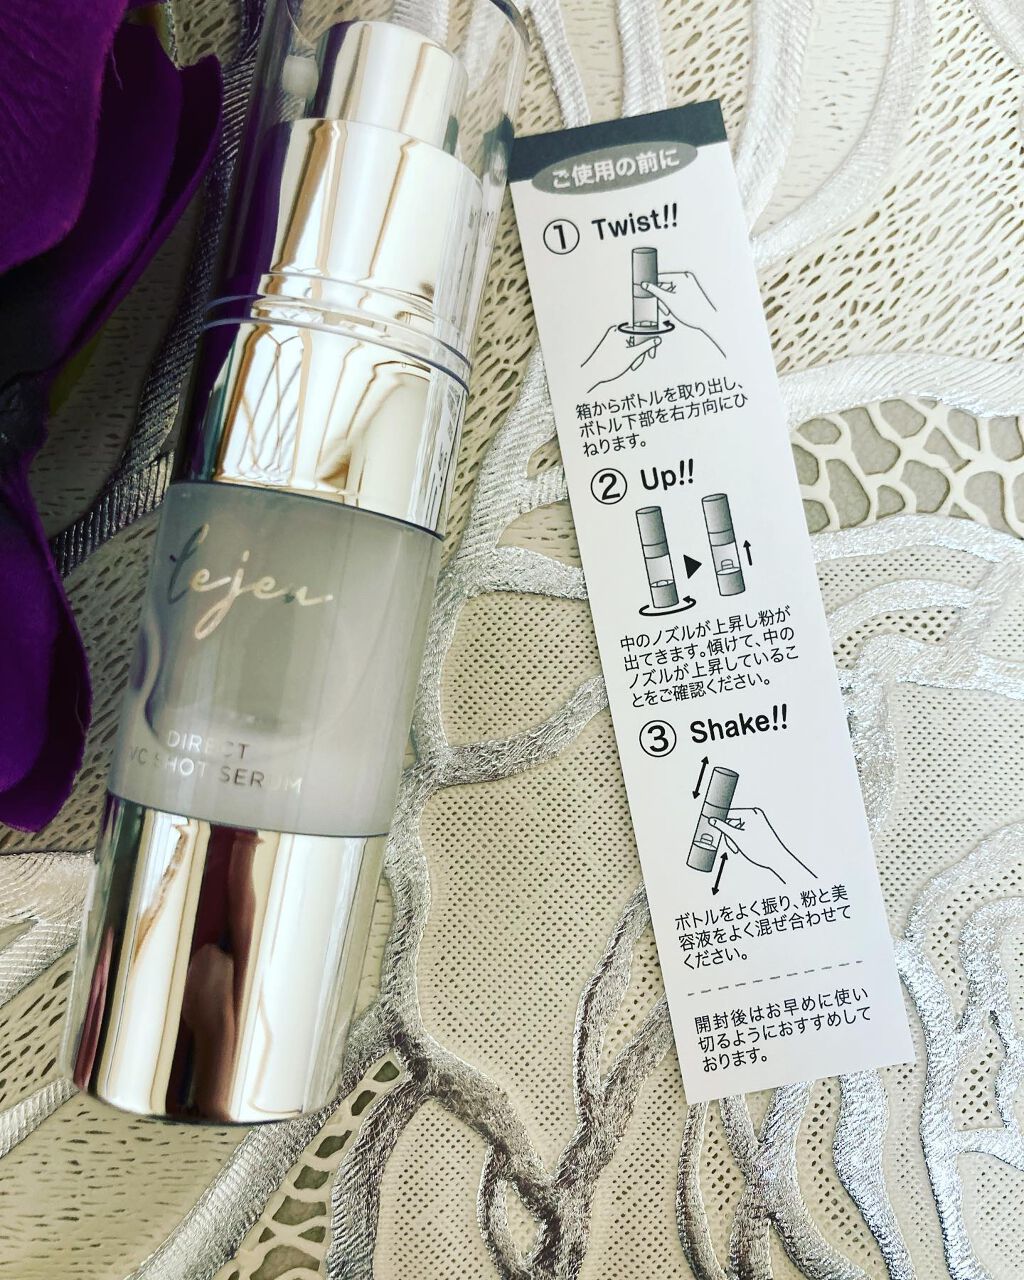 Lejeu
DIRECT
VC SHOT SERUM
ご使用の前に
① Twist!!
箱からボトルを取り出し、
ボトル下部を右方向にひ
ねります。
② Up!!
中のノズルが上昇し粉が
出てきます。傾けて、中の
ノズルが上昇しているこ
とをご確認ください。
③ Shake!!
ボトルをよく振り、粉と美
容液をよく混ぜ合わせて
ください。
開封後はお早めに使い
切るようにおすすめして
おります。